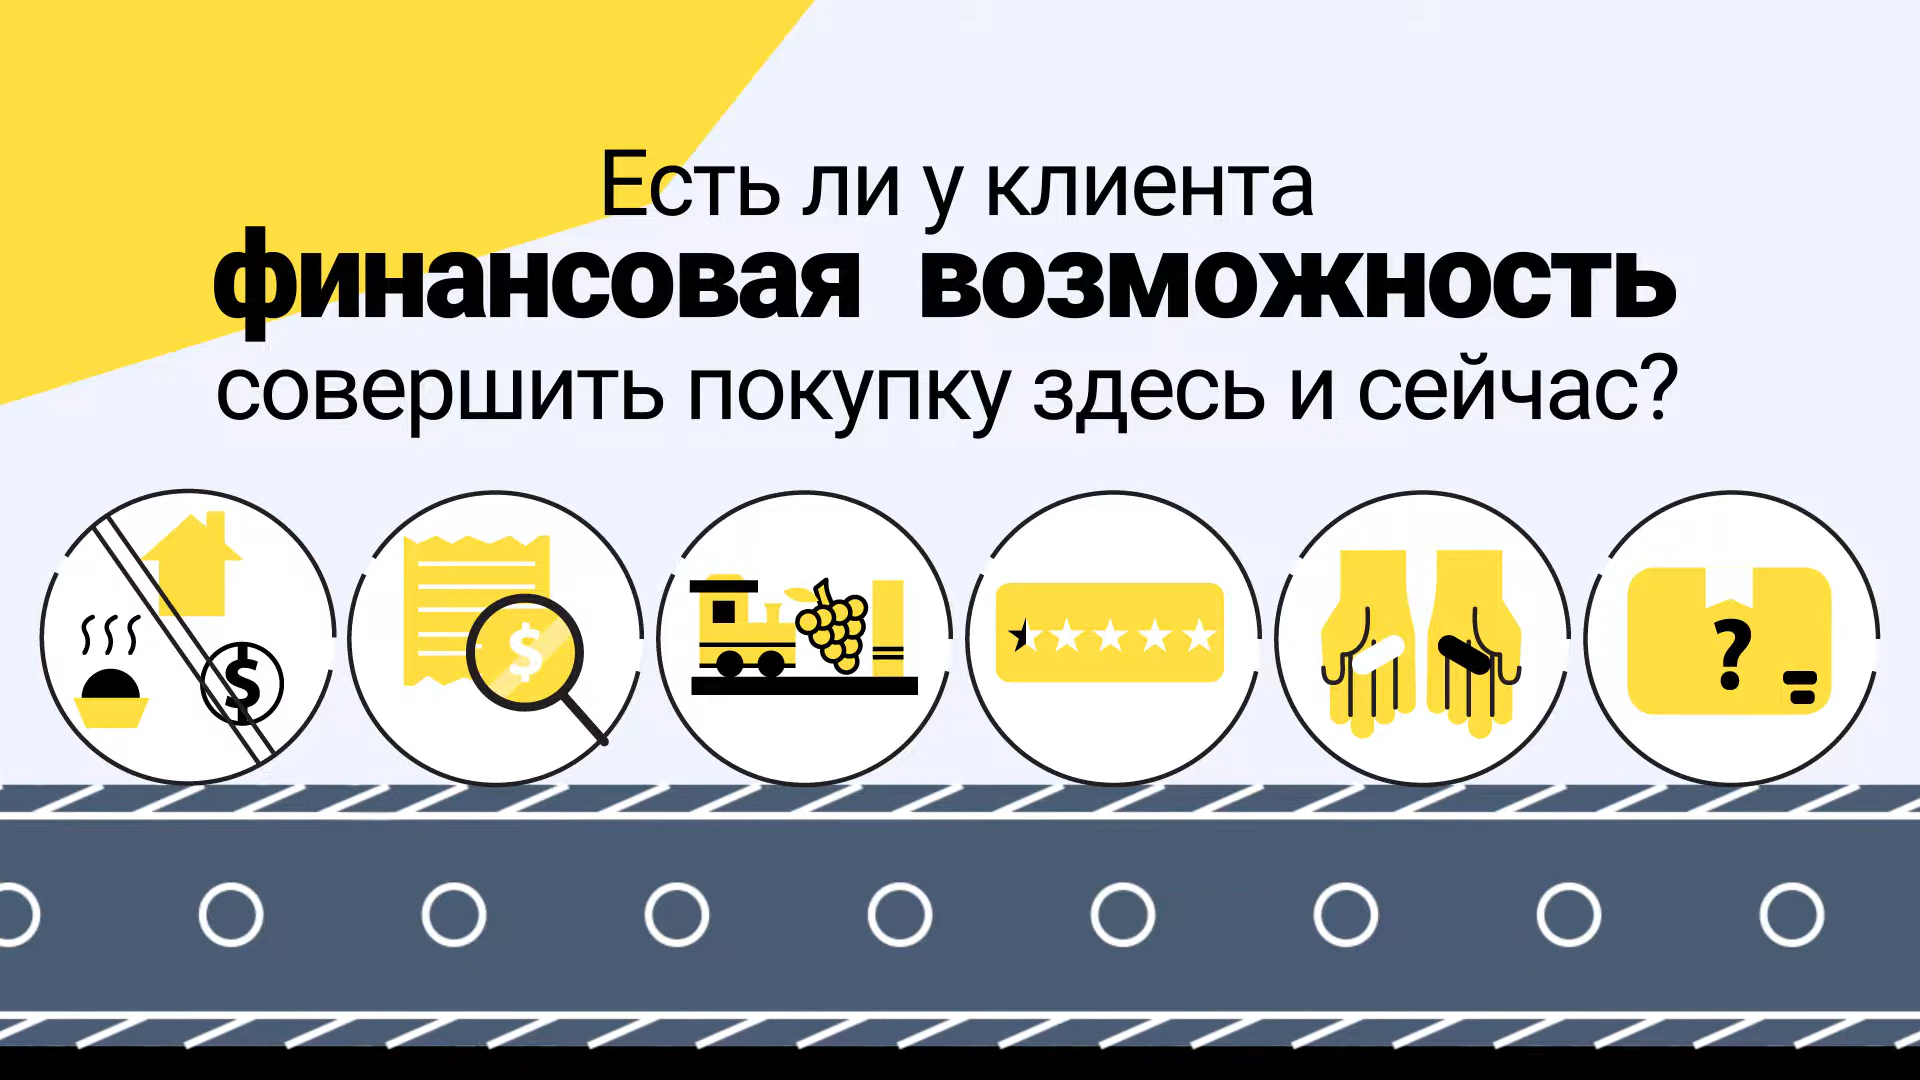 Есть ли у клиента
финансовая возможность
совершить покупку здесь и сейчас?
$
$
?